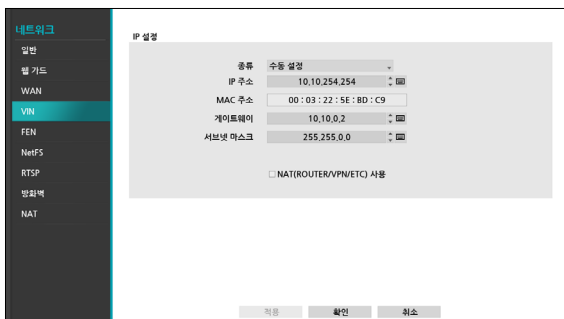 네트워크
일반
웹 가드
WAN
VIN
FEN
NetFS
RTSP
방화벽
NAT
IP 설정
종류 수동 설정
IP 주소 10,10,254,254
MAC 주소 00 : 03 : 22 : 5E : BD : C9
게이트웨이 10,10,0,2
서브넷 마스크 255,255,0,0
NAT(ROUTER/VPN/ETC) 사용
적용 확인 취소